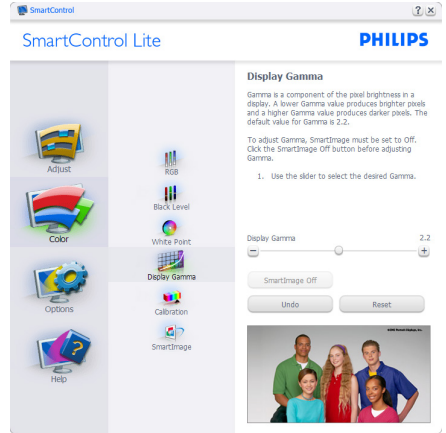 SmartControl
SmartControl Lite
PHILIPS
Adjust
Color
Options
Help
RGB
Black Level
White Point
Display Gamma
Calibration
SmartImage
Display Gamma
Gamma is a component of the pixel brightness in a
display. A lower Gamma value produces brighter pixels
and a higher Gamma value produces darker pixels. The
default value for Gamma is 2.2.
To adjust Gamma, SmartImage must be set to Off.
Click the SmartImage Off button before adjusting
Gamma.
1. Use the slider to select the desired Gamma.
Display Gamma 2.2
SmartImage Off
Undo Reset